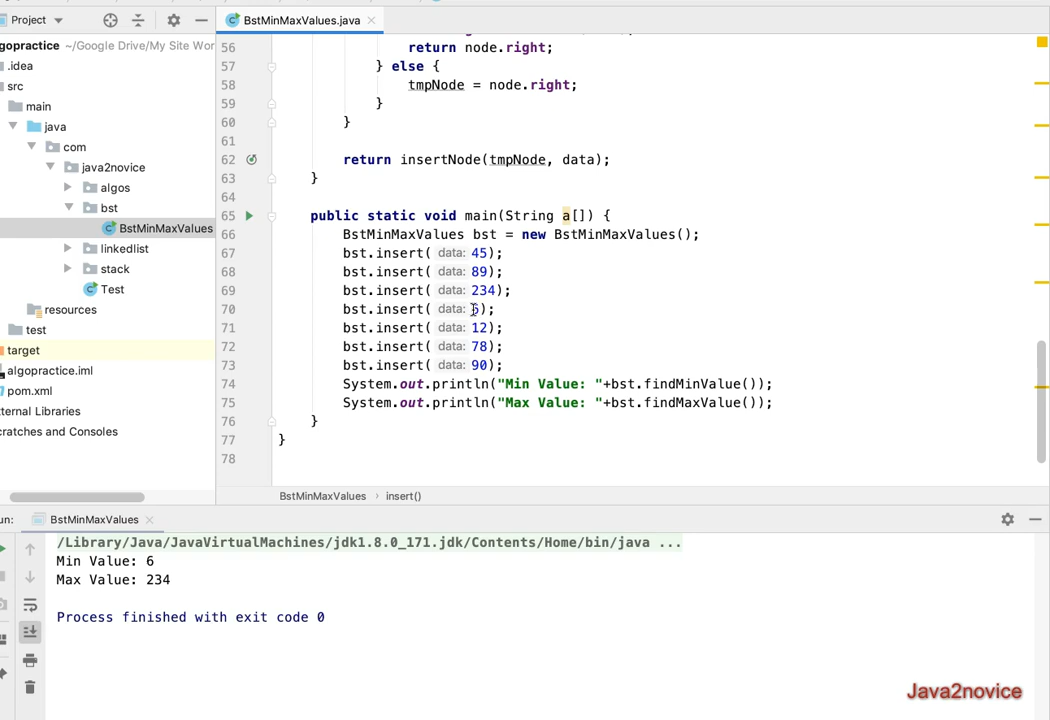 Project
BstMinMaxValues.java
gopractice ~/Google Drive/My Site Wor
.idea
src
main
java
com
java2novice
algos
bst
BstMinMaxValues
linkedlist
stack
Test
resources
test
target
algopractice.iml
pom.xml
ternal Libraries
cratches and Consoles
56 return node.right;
57 } else {
58 tmpNode = node.right;
59 }
60 }
61
62 return insertNode(tmpNode, data);
63 }
64
65 public static void main(String a[]) {
66 BstMinMaxValues bst = new BstMinMaxValues();
67 bst.insert( data: 45);
68 bst.insert( data: 89);
69 bst.insert( data: 234);
70 bst.insert( data: 6);
71 bst.insert( data: 12);
72 bst.insert( data: 78);
73 bst.insert( data: 90);
74 System.out.println("Min Value: "+bst.findMinValue());
75 System.out.println("Max Value: "+bst.findMaxValue());
76 }
77 }
78
BstMinMaxValues › insert()
un: BstMinMaxValues
/Library/Java/JavaVirtualMachines/jdk1.8.0_171.jdk/Contents/Home/bin/java ...
Min Value: 6
Max Value: 234
Process finished with exit code 0
Java2novice